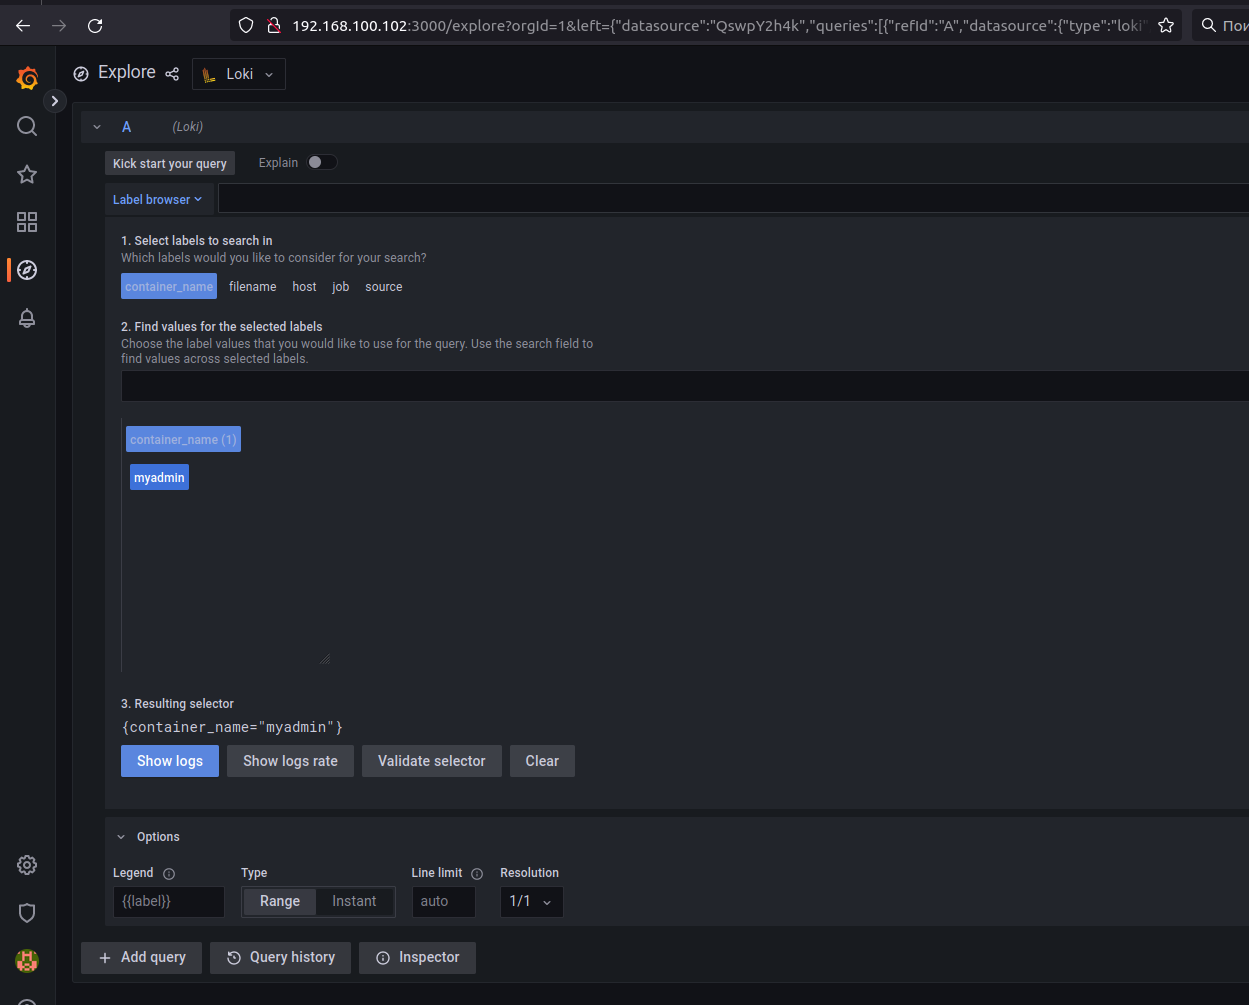 192.168.100.102:3000/explore?orgId=1&left={"datasource":"QswpY2h4k","queries":[{"refId":"A","datasource":{"type":"loki"
Пои
Explore
Loki
A (Loki)
Kick start your query
Explain
Label browser
1. Select labels to search in
Which labels would you like to consider for your search?
container_name filename host job source
2. Find values for the selected labels
Choose the label values that you would like to use for the query. Use the search field to
find values across selected labels.
container_name (1)
myadmin
3. Resulting selector
{container_name="myadmin"}
Show logs Show logs rate Validate selector Clear
Options
Legend Type Line limit Resolution
{{label}} Range Instant auto 1/1
+ Add query Query history Inspector